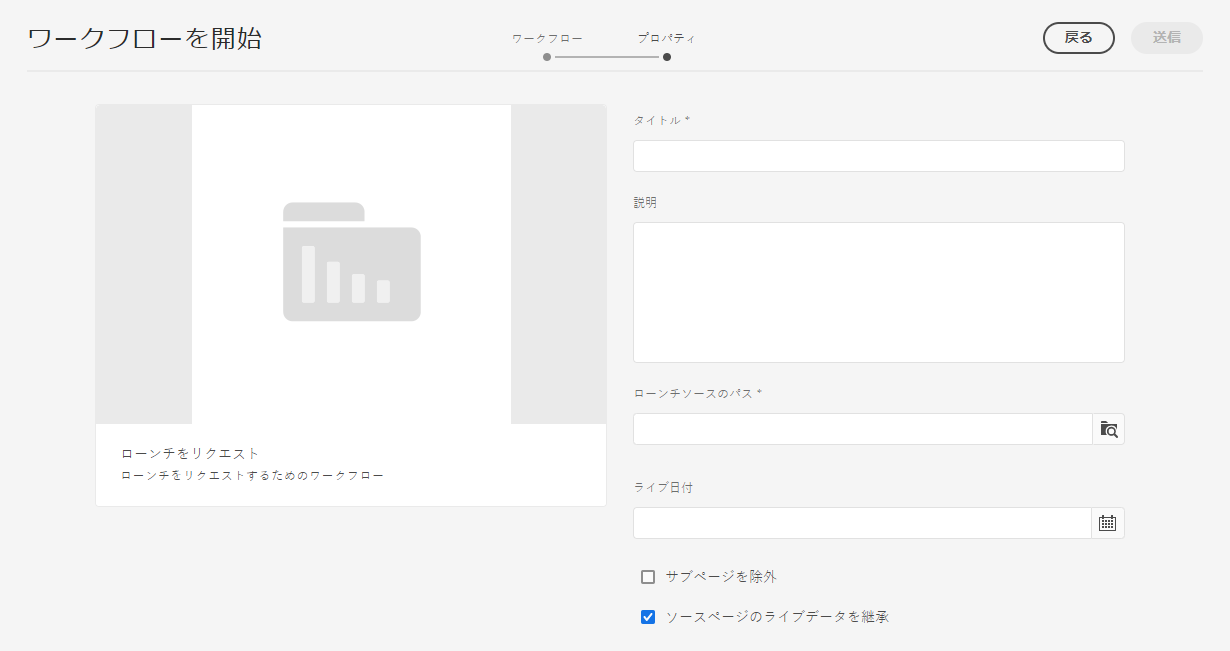 ワークフローを開始
ワークフロー
プロパティ
戻る
送信
ローンチをリクエスト
ローンチをリクエストするためのワークフロー
タイトル *
説明
ローンチソースのパス *
ライブ日付
サブページを除外
ソースページのライブデータを継承